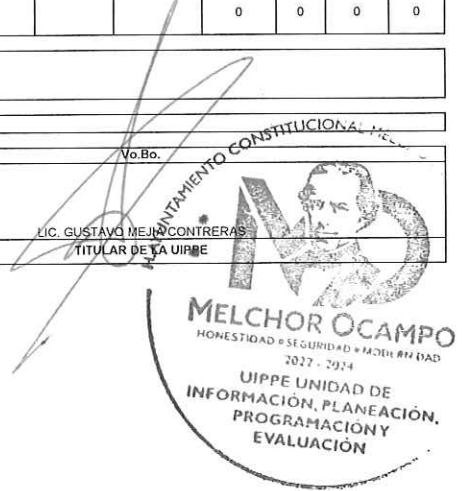 0 0 0 0
Vo.Bo.
LIC. GUSTAVO MEJIA CONTRERAS
TITULAR DE LA UIPPE
AYUNTAMIENTO CONSTITUCIONAL
MELCHOR OCAMPO
HONESTIDAD • SEGURIDAD • MODERNIDAD
2022 - 2024
UIPPE UNIDAD DE
INFORMACIÓN, PLANEACIÓN,
PROGRAMACIÓN Y
EVALUACIÓN